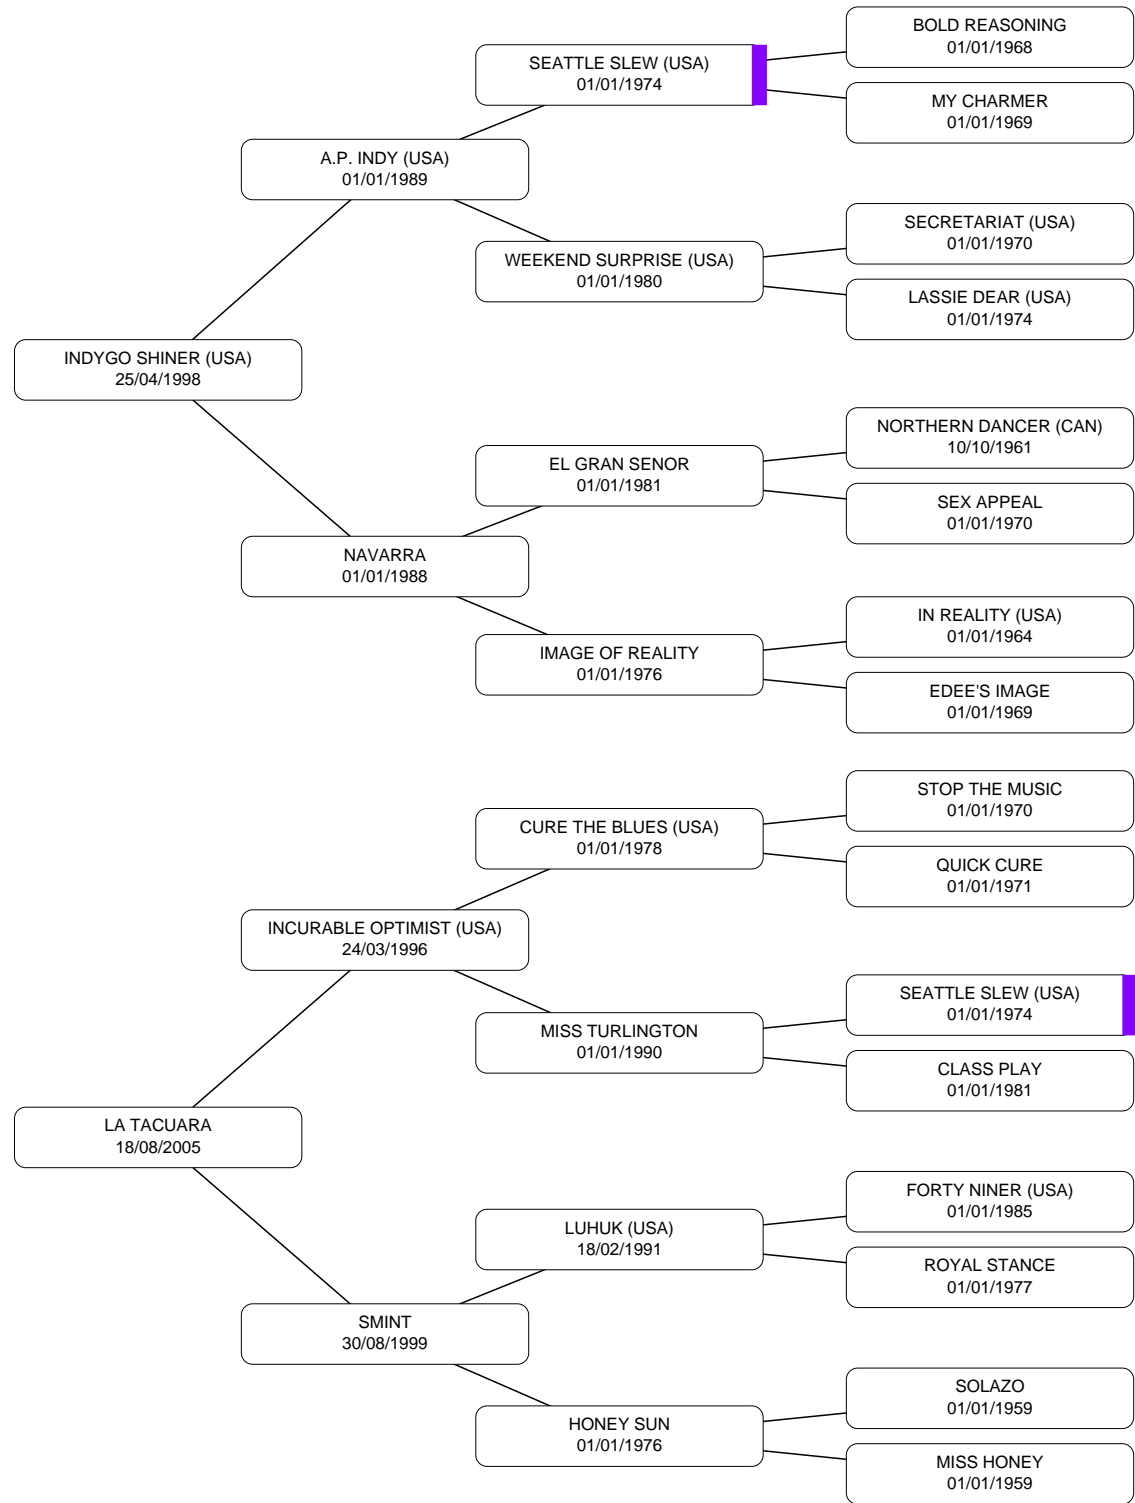 BOLD REASONING
01/01/1968
SEATTLE SLEW (USA)
01/01/1974
MY CHARMER
01/01/1969
A.P. INDY (USA)
01/01/1989
SECRETARIAT (USA)
01/01/1970
WEEKEND SURPRISE (USA)
01/01/1980
LASSIE DEAR (USA)
01/01/1974
INDYGO SHINER (USA)
25/04/1998
NORTHERN DANCER (CAN)
10/10/1961
EL GRAN SENOR
01/01/1981
SEX APPEAL
01/01/1970
NAVARRA
01/01/1988
IN REALITY (USA)
01/01/1964
IMAGE OF REALITY
01/01/1976
EDEE'S IMAGE
01/01/1969
STOP THE MUSIC
01/01/1970
CURE THE BLUES (USA)
01/01/1978
QUICK CURE
01/01/1971
INCURABLE OPTIMIST (USA)
24/03/1996
SEATTLE SLEW (USA)
01/01/1974
MISS TURLINGTON
01/01/1990
CLASS PLAY
01/01/1981
LA TACUARA
18/08/2005
FORTY NINER (USA)
01/01/1985
LUHUK (USA)
18/02/1991
ROYAL STANCE
01/01/1977
SMINT
30/08/1999
SOLAZO
01/01/1959
HONEY SUN
01/01/1976
MISS HONEY
01/01/1959